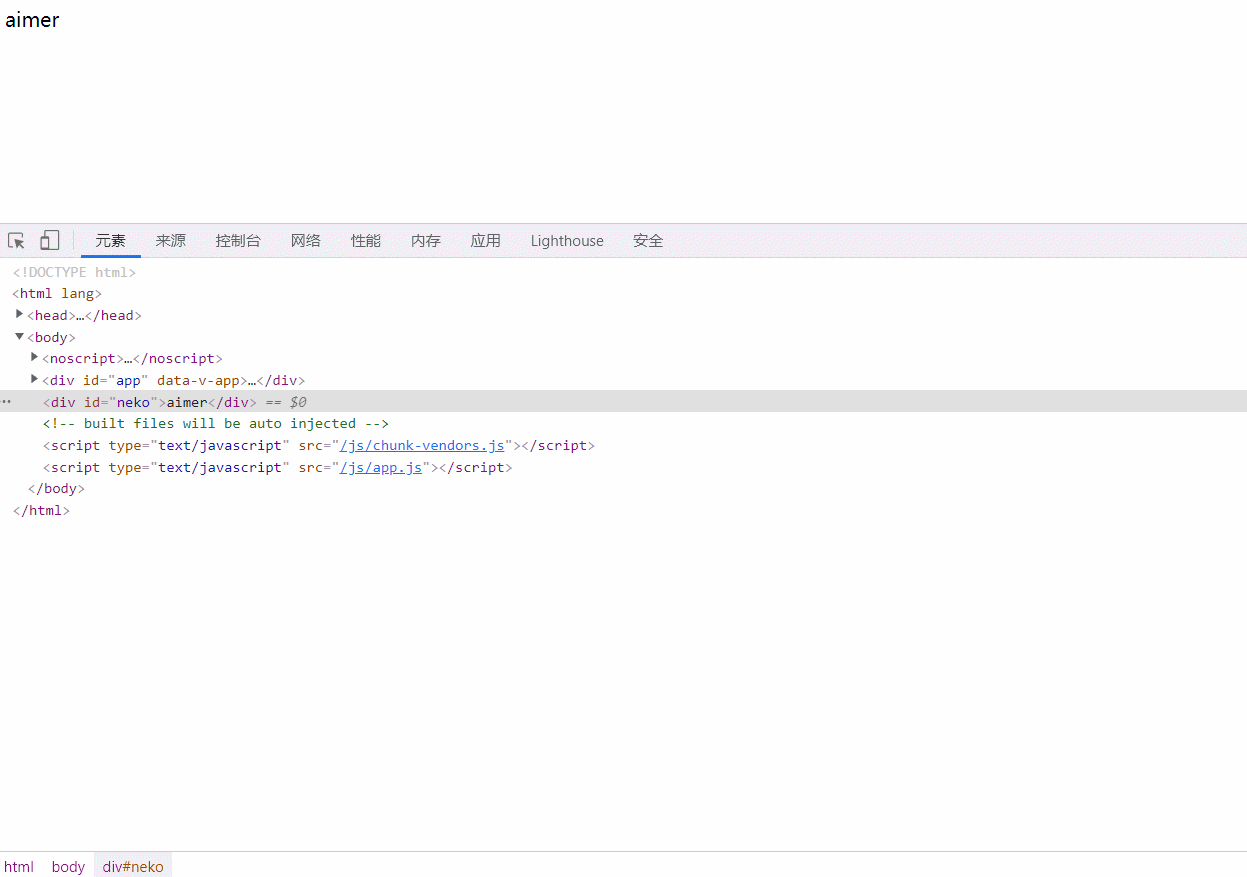 aimer
元素 来源 控制台 网络 性能 内存 应用 Lighthouse 安全
<!DOCTYPE html>
<html lang>
<head>…</head>
<body>
<noscript>…</noscript>
<div id="app" data-v-app>…</div>
… <div id="neko">aimer</div> == $0
<!-- built files will be auto injected -->
<script type="text/javascript" src="/js/chunk-vendors.js"></script>
<script type="text/javascript" src="/js/app.js"></script>
</body>
</html>
html body div#neko